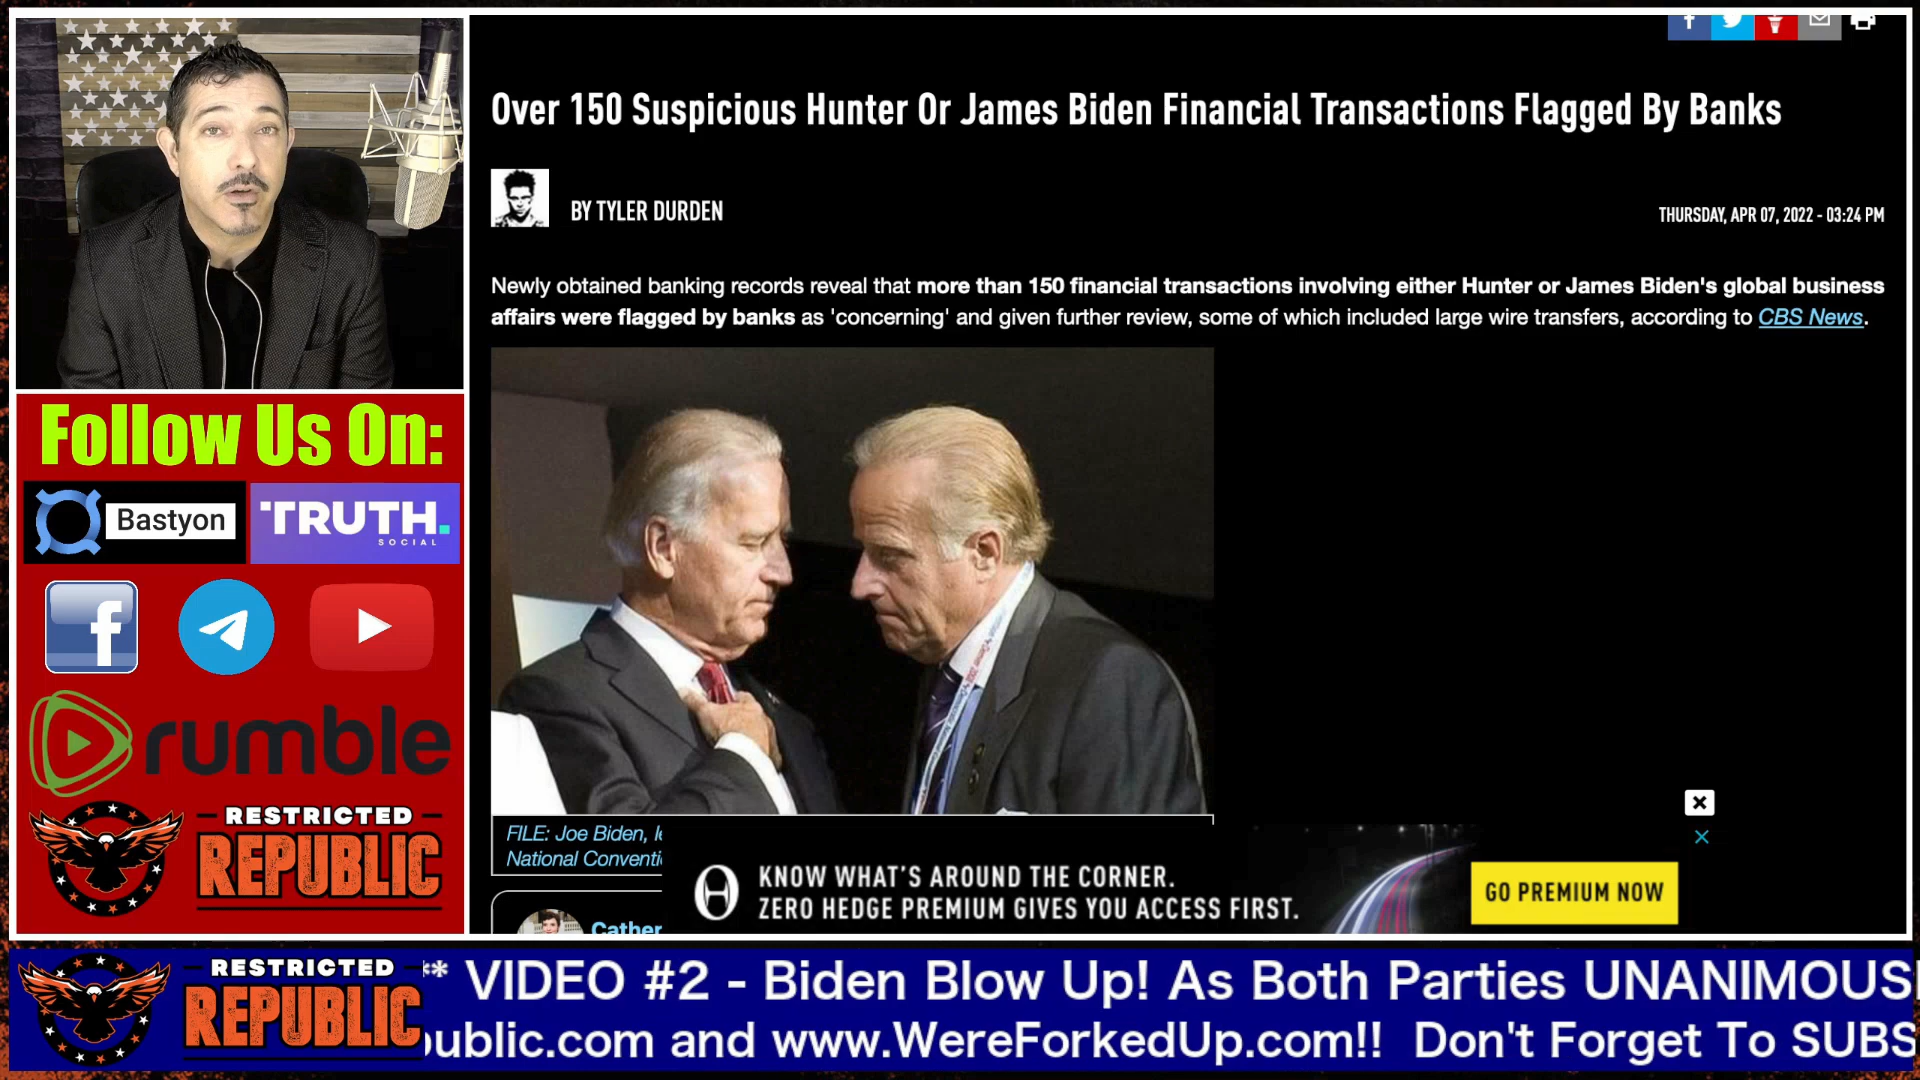 Over 150 Suspicious Hunter Or James Biden Financial Transactions Flagged By Banks
BY TYLER DURDEN
THURSDAY, APR 07, 2022 - 03:24 PM
Newly obtained banking records reveal that more than 150 financial transactions involving either Hunter or James Biden's global business
affairs were flagged by banks as 'concerning' and given further review, some of which included large wire transfers, according to CBS News.
FILE: Joe Biden,
National
KNOW WHAT'S AROUND THE CORNER.
ZERO HEDGE PREMIUM GIVES YOU ACCESS FIRST.
GO PREMIUM NOW
Follow Us On:
Bastyon
TRUTH.
SOCIAL
rumble
RESTRICTED
REPUBLIC
RESTRICTED
REPUBLIC
** VIDEO #2 - Biden Blow Up! As Both Parties
and www.WereForkedUp.com!! Don't Forget To